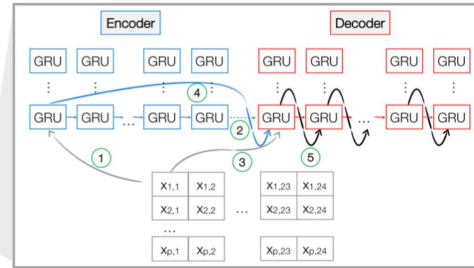 Encoder Decoder
GRU GRU GRU GRU GRU GRU GRU GRU
4
GRU GRU ... GRU GRU GRU GRU ... GRU GRU
2
1 3 5
x1,1 x1,2 x1,23 x1,24
x2,1 x2,2 ... x2,23 x2,24
...
xp,1 xp,2 xp,23 xp,24